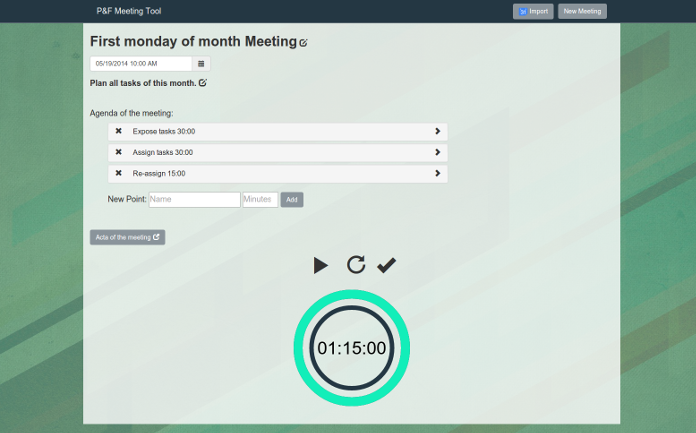 P&F Meeting Tool
Import
New Meeting
First monday of month Meeting
05/19/2014 10:00 AM
Plan all tasks of this month.
Agenda of the meeting:
Expose tasks 30:00
Assign tasks 30:00
Re-assign 15:00
New Point: Name Minutes Add
Acta of the meeting
01:15:00